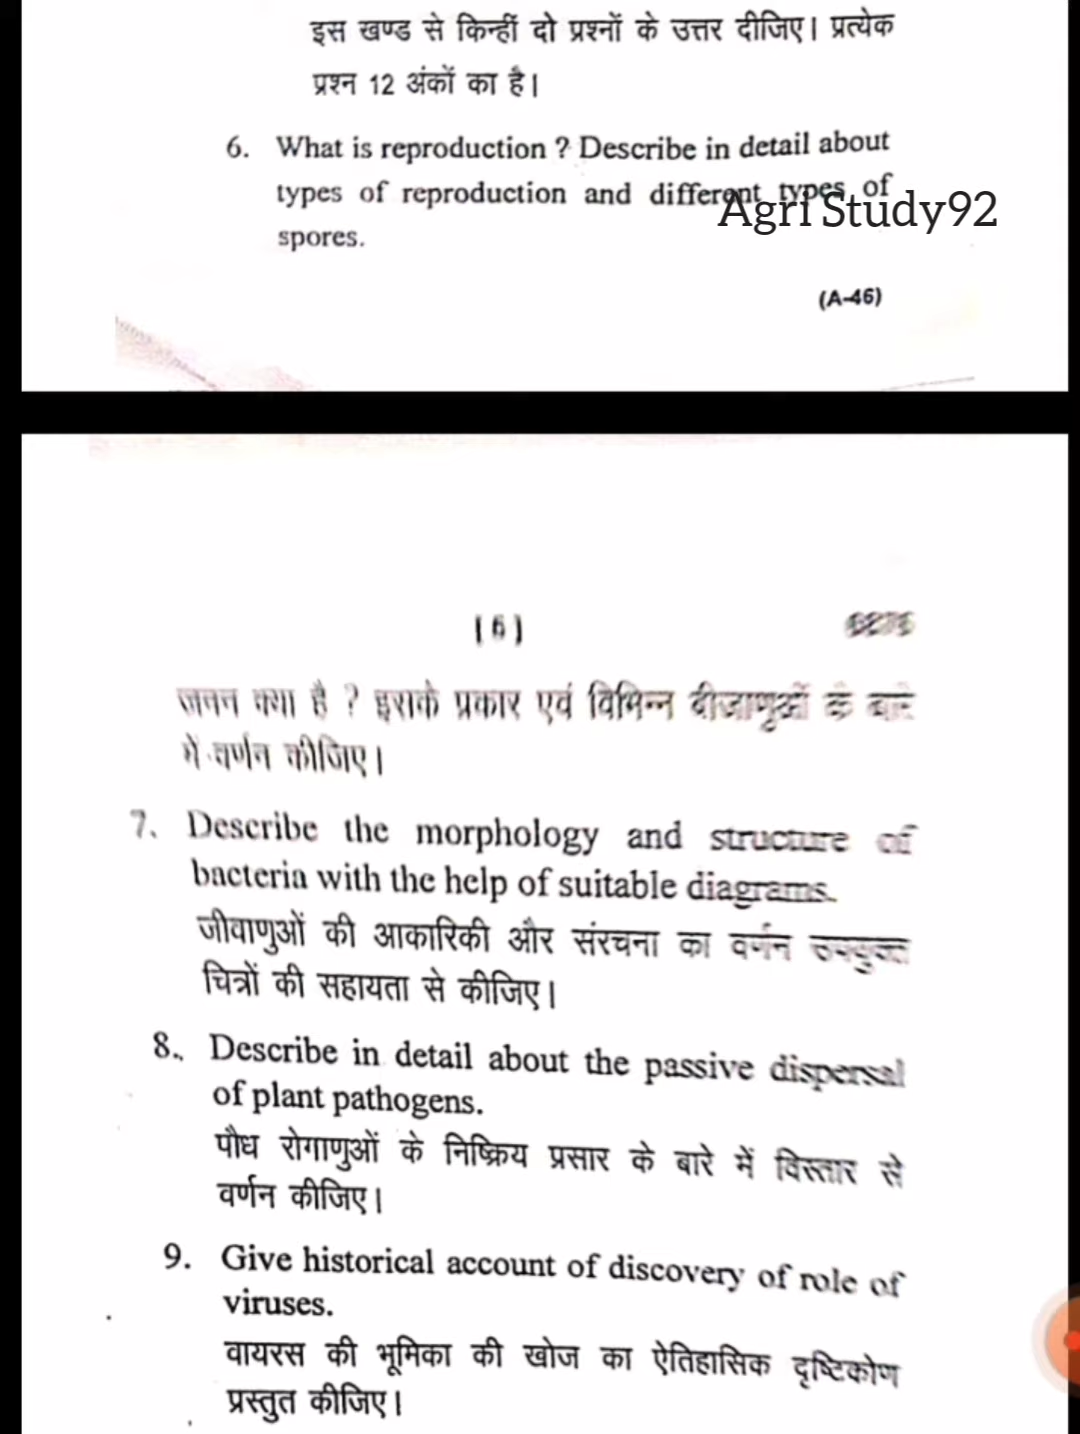 इस खण्ड से किन्हीं दो प्रश्नों के उत्तर दीजिए। प्रत्येक
प्रश्न 12 अंकों का है।
6. What is reproduction ? Describe in detail about
types of reproduction and different types of
Agri Study92
spores.
(A-46)
[ 6 ]
जनन क्या है ? इसके प्रकार एवं विभिन्न बीजाणुओं के बारे
में वर्णन कीजिए।
7. Describe the morphology and structure of
bacteria with the help of suitable diagrams.
जीवाणुओं की आकारिकी और संरचना का वर्णन उपयुक्त
चित्रों की सहायता से कीजिए।
8. Describe in detail about the passive dispersal
of plant pathogens.
पौध रोगाणुओं के निष्क्रिय प्रसार के बारे में विस्तार से
वर्णन कीजिए।
9. Give historical account of discovery of role of
viruses.
वायरस की भूमिका की खोज का ऐतिहासिक दृष्टिकोण
प्रस्तुत कीजिए।